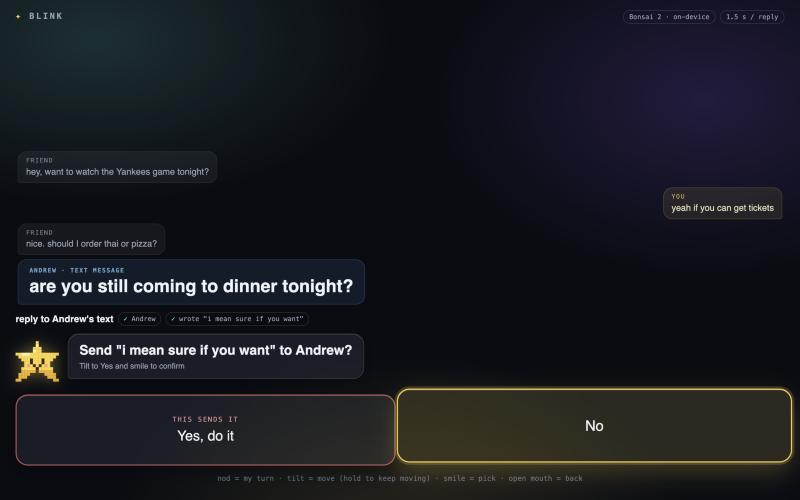 ✦ BLINK
Bonsai 2 · on-device
1.5 s / reply
FRIEND
hey, want to watch the Yankees game tonight?
YOU
yeah if you can get tickets
FRIEND
nice. should I order thai or pizza?
ANDREW · TEXT MESSAGE
are you still coming to dinner tonight?
reply to Andrew's text ✓ Andrew ✓ wrote "i mean sure if you want"
Send "i mean sure if you want" to Andrew?
Tilt to Yes and smile to confirm
THIS SENDS IT
Yes, do it
No
nod = my turn · tilt = move (hold to keep moving) · smile = pick · open mouth = back